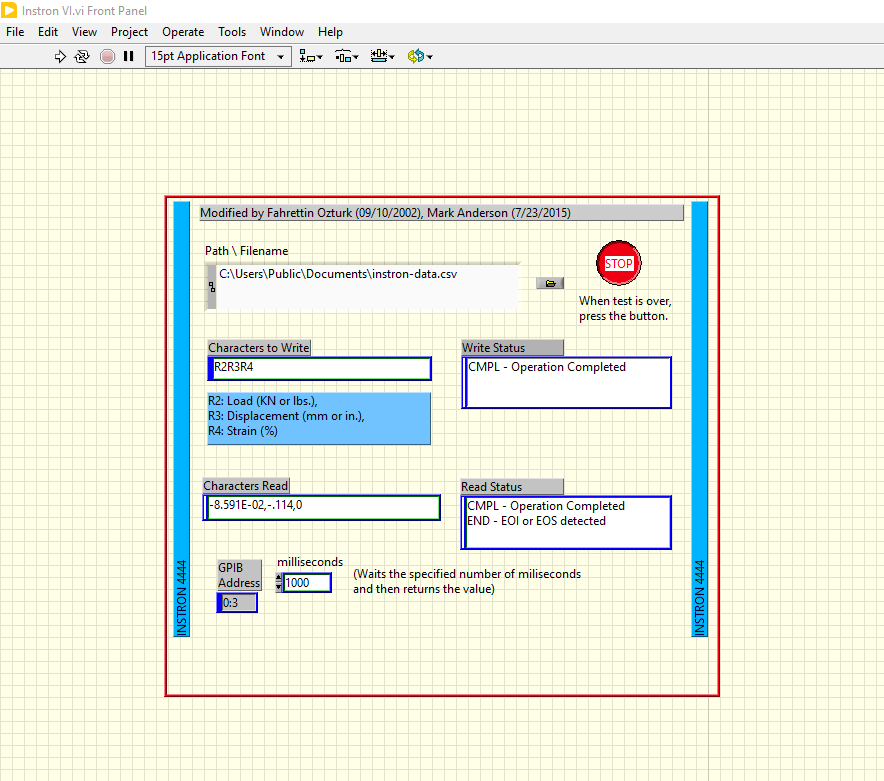 Instron VI.vi Front Panel
File Edit View Project Operate Tools Window Help
15pt Application Font
Modified by Fahrettin Ozturk (09/10/2002), Mark Anderson (7/23/2015)
Path \ Filename
C:\Users\Public\Documents\instron-data.csv
STOP
When test is over,
press the button.
Characters to Write
R2R3R4
R2: Load (KN or lbs.),
R3: Displacement (mm or in.),
R4: Strain (%)
Write Status
CMPL - Operation Completed
Characters Read
-8.591E-02,-.114,0
Read Status
CMPL - Operation Completed
END - EOI or EOS detected
GPIB
Address
0:3
milliseconds
1000
(Waits the specified number of miliseconds
and then returns the value)
INSTRON 4444
INSTRON 4444